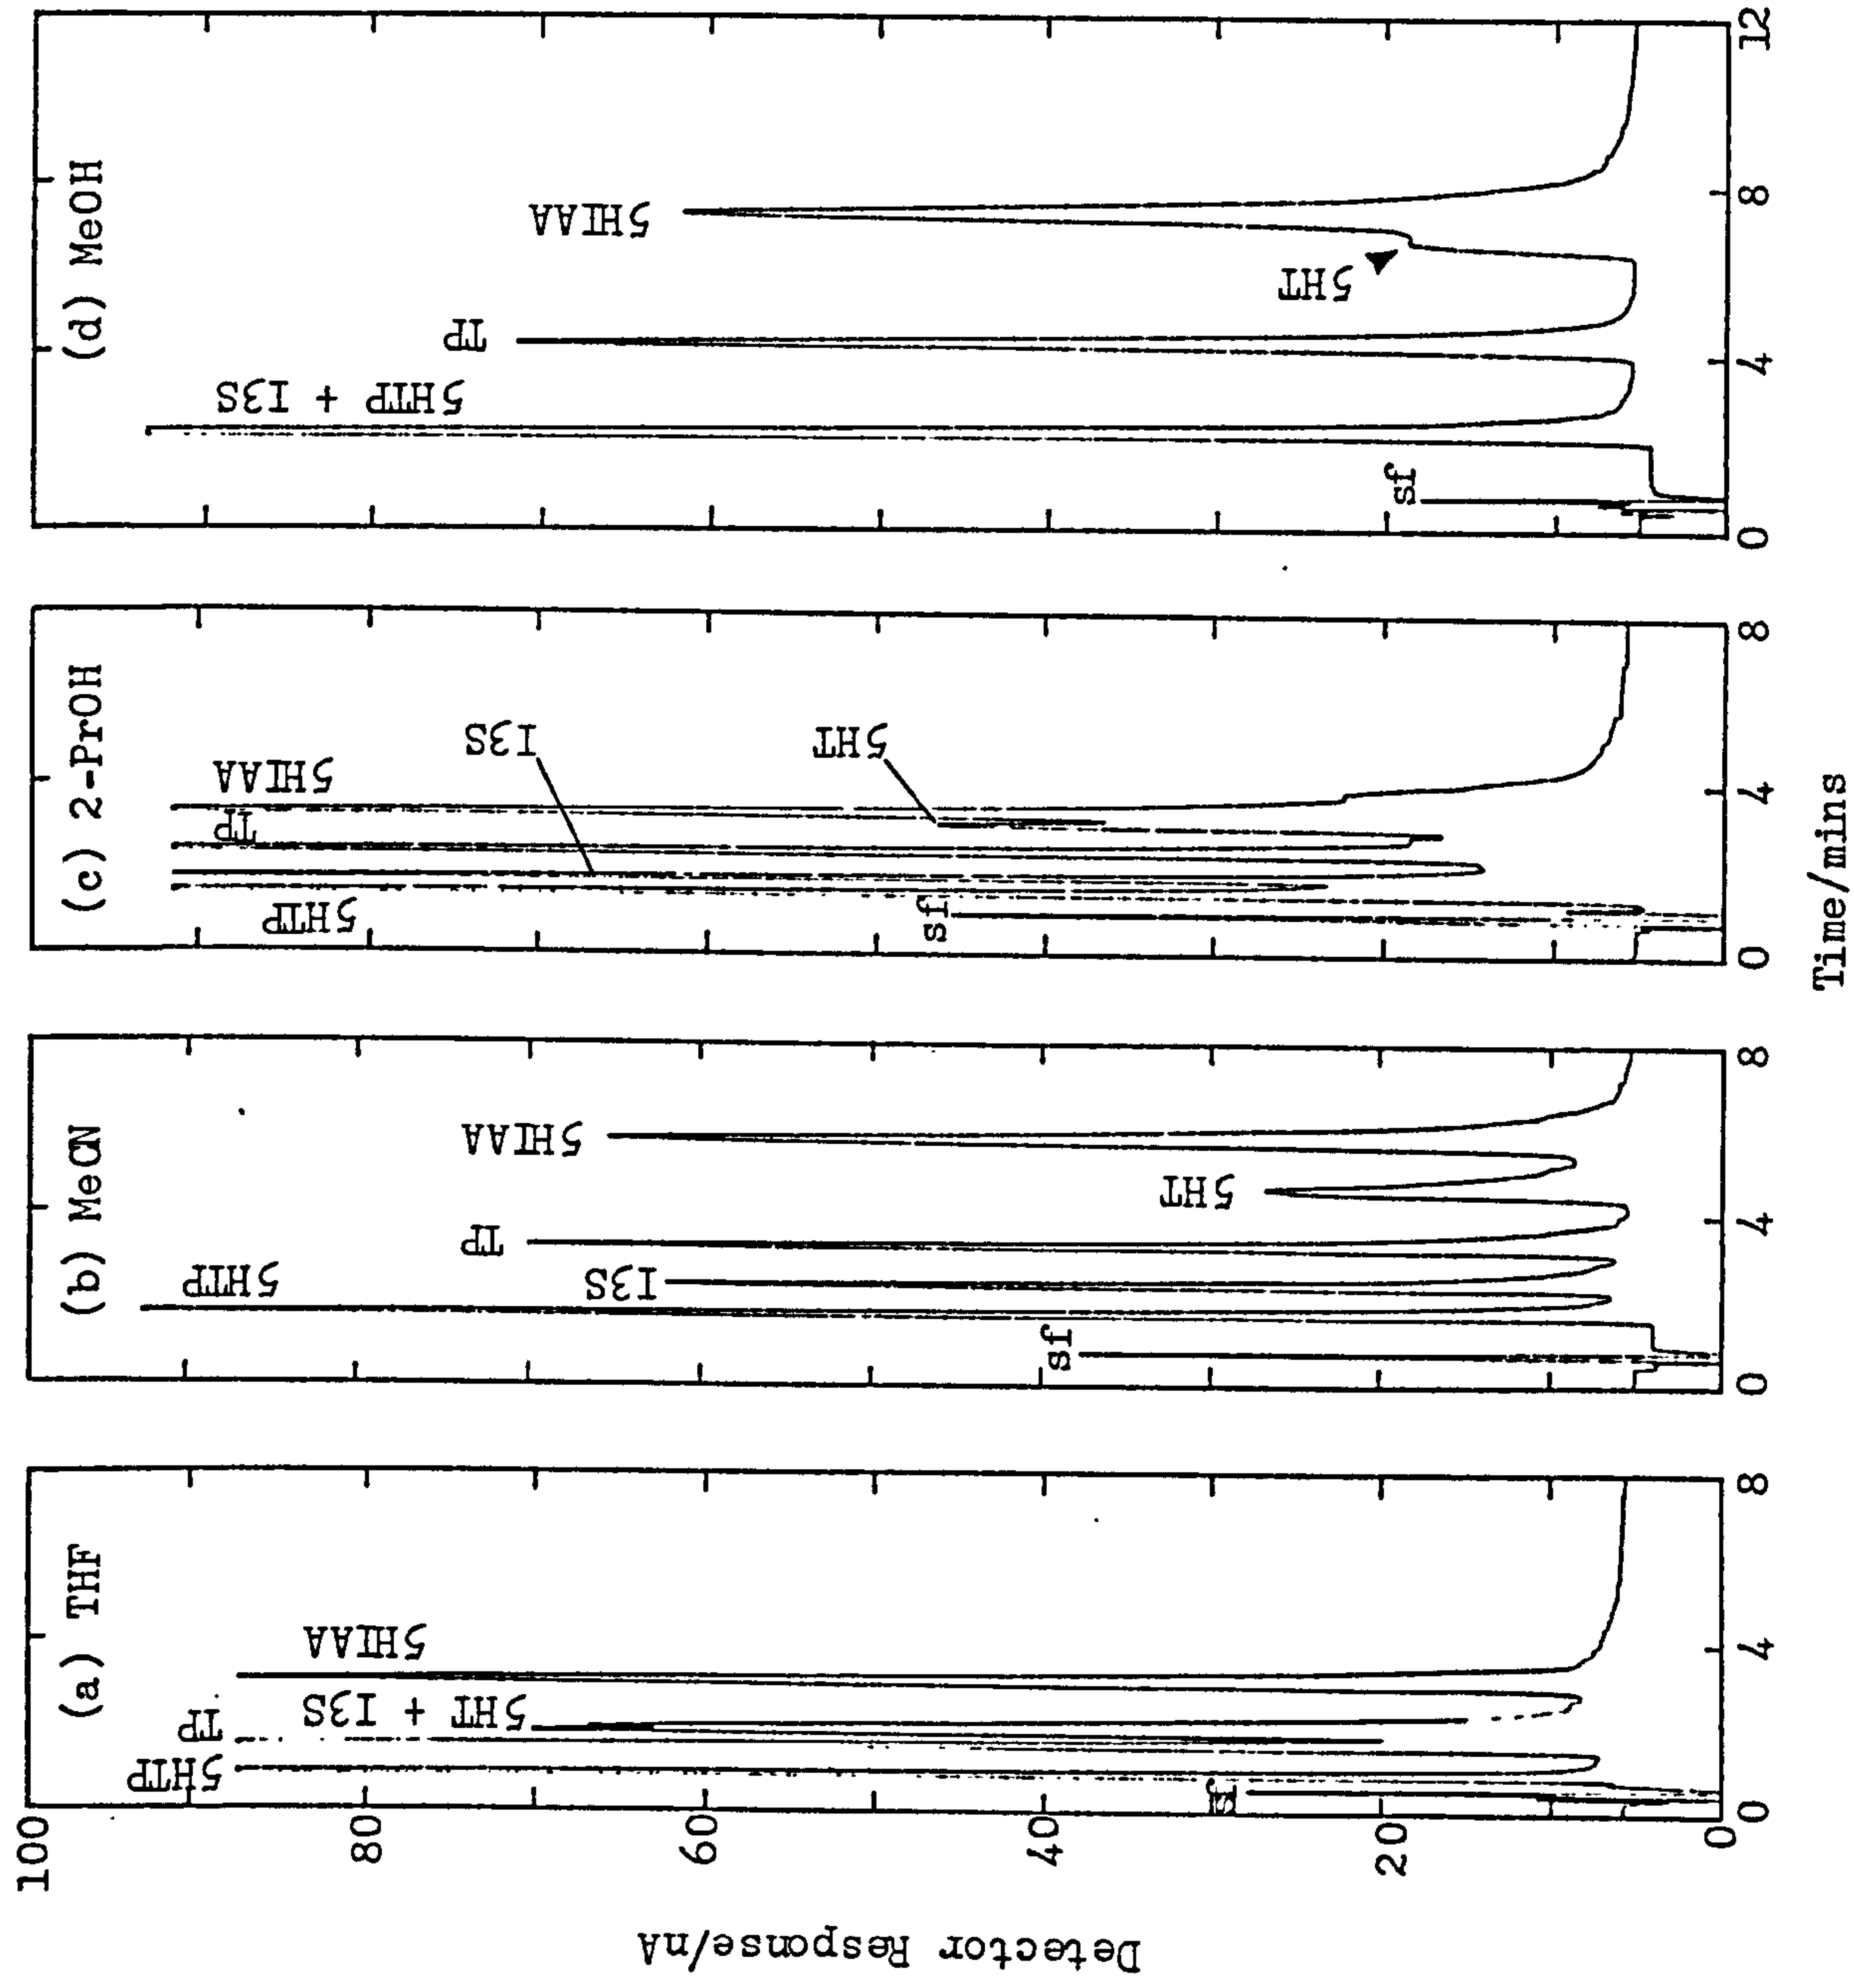 Detector Response/nA
100
80
60
40
20
0
(a) THF
sf
5HTP
TP
5HT + I3S
5HIAA
0
4
8
(b) MeCN
sf
5HTP
I3S
TP
5HT
5HIAA
0
4
8
(c) 2-PrOH
sf
5HTP
TP
5HIAA
I3S
5HT
0
4
8
(d) MeOH
sf
5HTP + I3S
TP
5HT
5HIAA
0
4
8
12
Time/mins